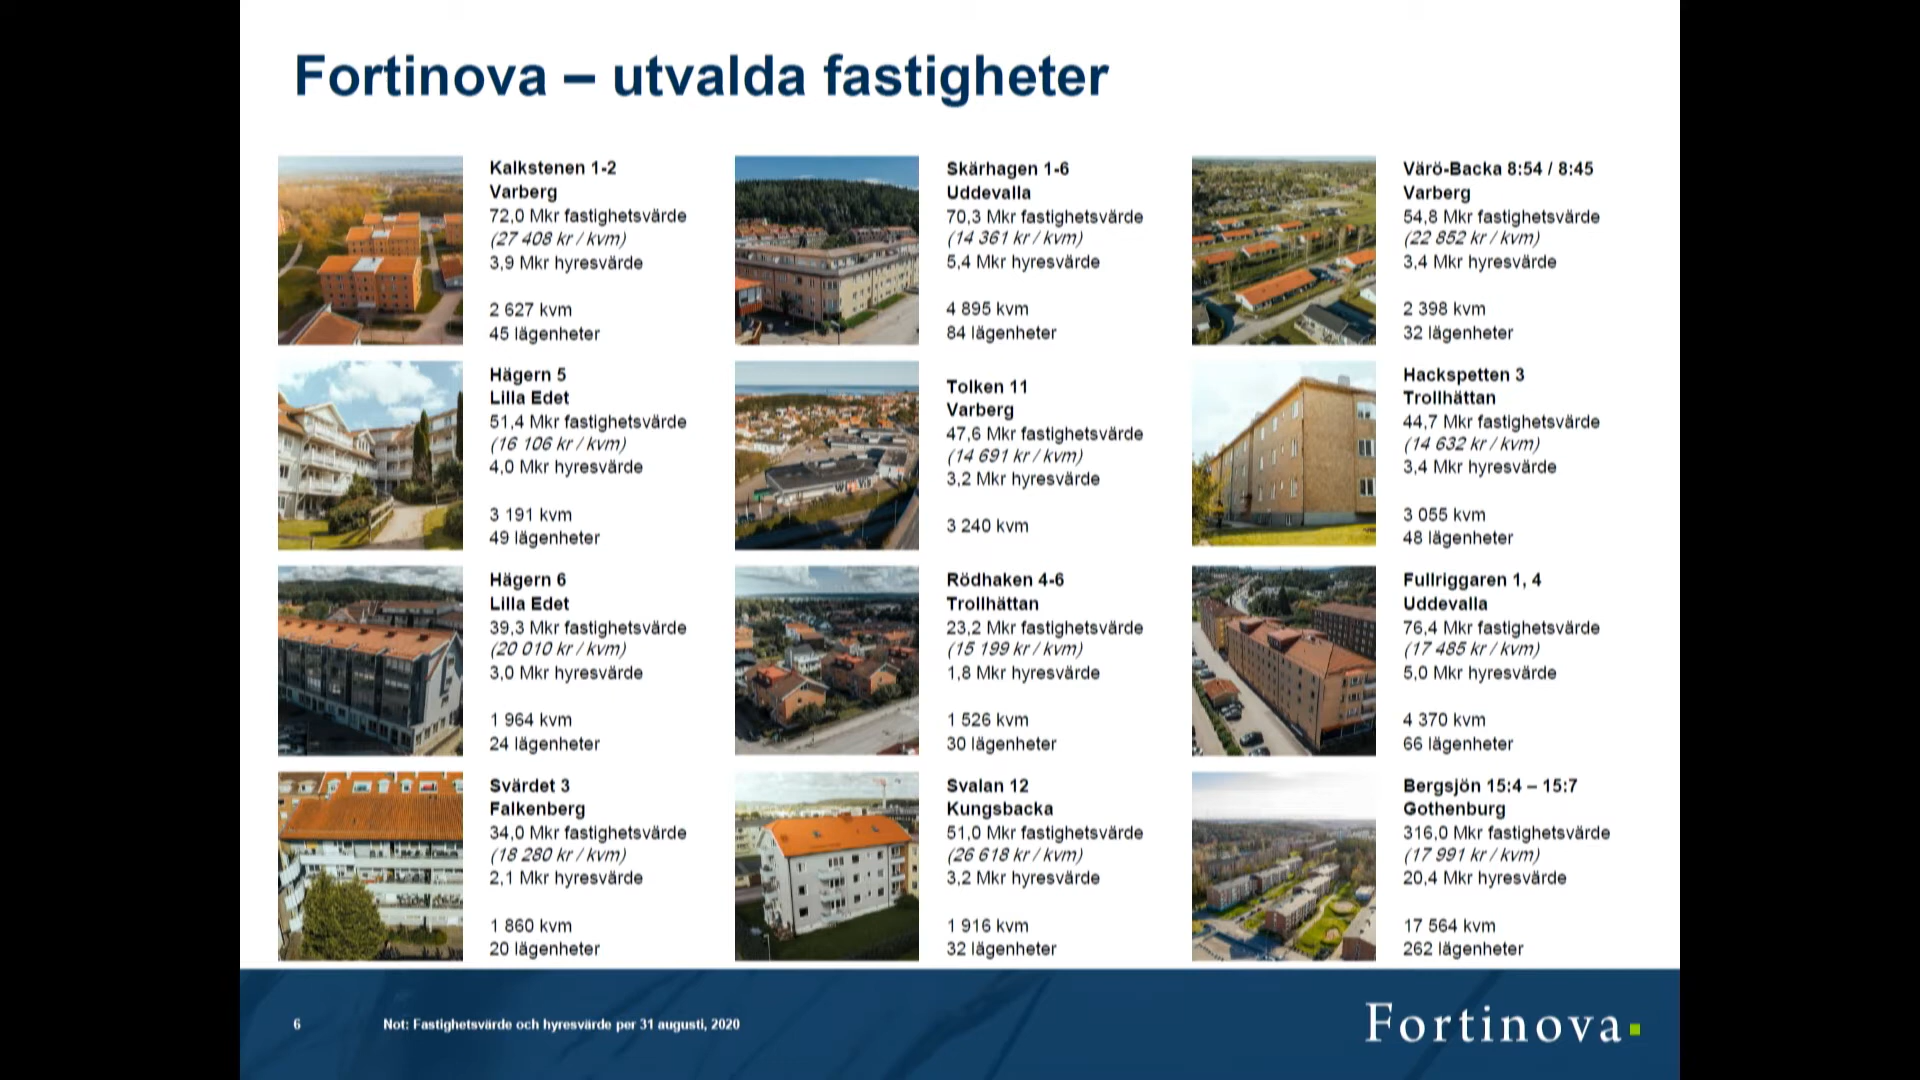 Fortinova – utvalda fastigheter
Kalkstenen 1-2
Varberg
72,0 Mkr fastighetsvärde
(27 408 kr / kvm)
3,9 Mkr hyresvärde
2 627 kvm
45 lägenheter
Skärhagen 1-6
Uddevalla
70,3 Mkr fastighetsvärde
(14 361 kr / kvm)
5,4 Mkr hyresvärde
4 895 kvm
84 lägenheter
Värö-Backa 8:54 / 8:45
Varberg
54,8 Mkr fastighetsvärde
(22 852 kr / kvm)
3,4 Mkr hyresvärde
2 398 kvm
32 lägenheter
Hägern 5
Lilla Edet
51,4 Mkr fastighetsvärde
(16 106 kr / kvm)
4,0 Mkr hyresvärde
3 191 kvm
49 lägenheter
Tolken 11
Varberg
47,6 Mkr fastighetsvärde
(14 691 kr / kvm)
3,2 Mkr hyresvärde
3 240 kvm
Hackspetten 3
Trollhättan
44,7 Mkr fastighetsvärde
(14 632 kr / kvm)
3,4 Mkr hyresvärde
3 055 kvm
48 lägenheter
Hägern 6
Lilla Edet
39,3 Mkr fastighetsvärde
(20 010 kr / kvm)
3,0 Mkr hyresvärde
1 964 kvm
24 lägenheter
Rödhaken 4-6
Trollhättan
23,2 Mkr fastighetsvärde
(15 199 kr / kvm)
1,8 Mkr hyresvärde
1 526 kvm
30 lägenheter
Fullriggaren 1, 4
Uddevalla
76,4 Mkr fastighetsvärde
(17 485 kr / kvm)
5,0 Mkr hyresvärde
4 370 kvm
66 lägenheter
Svärdet 3
Falkenberg
34,0 Mkr fastighetsvärde
(18 280 kr / kvm)
2,1 Mkr hyresvärde
1 860 kvm
20 lägenheter
Svalan 12
Kungsbacka
51,0 Mkr fastighetsvärde
(26 618 kr / kvm)
3,2 Mkr hyresvärde
1 916 kvm
32 lägenheter
Bergsjön 15:4 – 15:7
Gothenburg
316,0 Mkr fastighetsvärde
(17 991 kr / kvm)
20,4 Mkr hyresvärde
17 564 kvm
262 lägenheter
6
Not: Fastighetsvärde och hyresvärde per 31 augusti, 2020
Fortinova